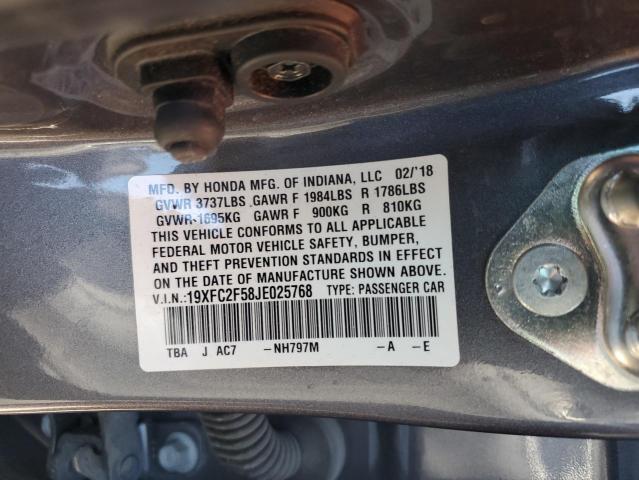 MFD. BY HONDA MFG. OF INDIANA, LLC 02/'18
GVWR 3737LBS GAWR F 1984LBS R 1786LBS
GVWR 1695KG GAWR F 900KG R 810KG
THIS VEHICLE CONFORMS TO ALL APPLICABLE
FEDERAL MOTOR VEHICLE SAFETY, BUMPER,
AND THEFT PREVENTION STANDARDS IN EFFECT
ON THE DATE OF MANUFACTURE SHOWN ABOVE.
V.I.N.:19XFC2F58JE025768 TYPE: PASSENGER CAR
TBA J AC7 -NH797M -A -E